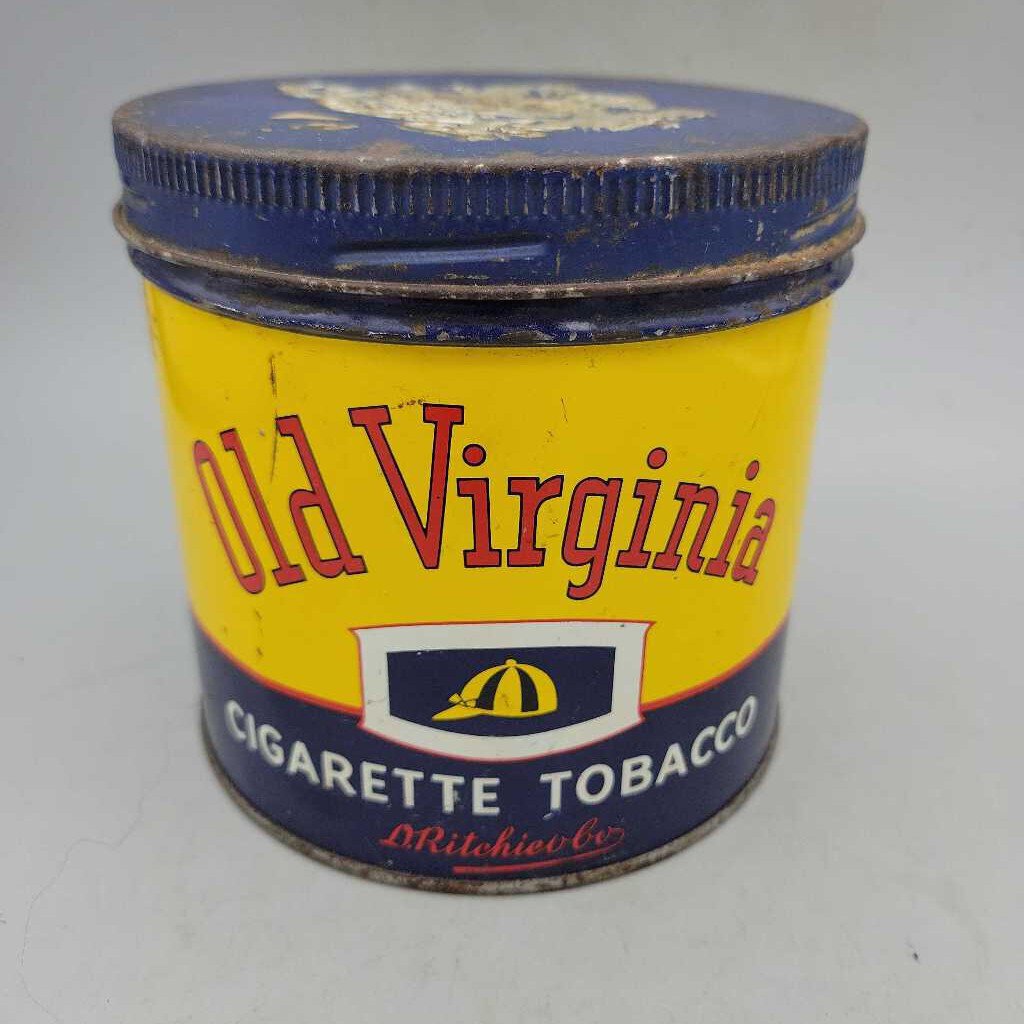 Old Virginia
CIGARETTE TOBACCO
D. Ritchie & Co.